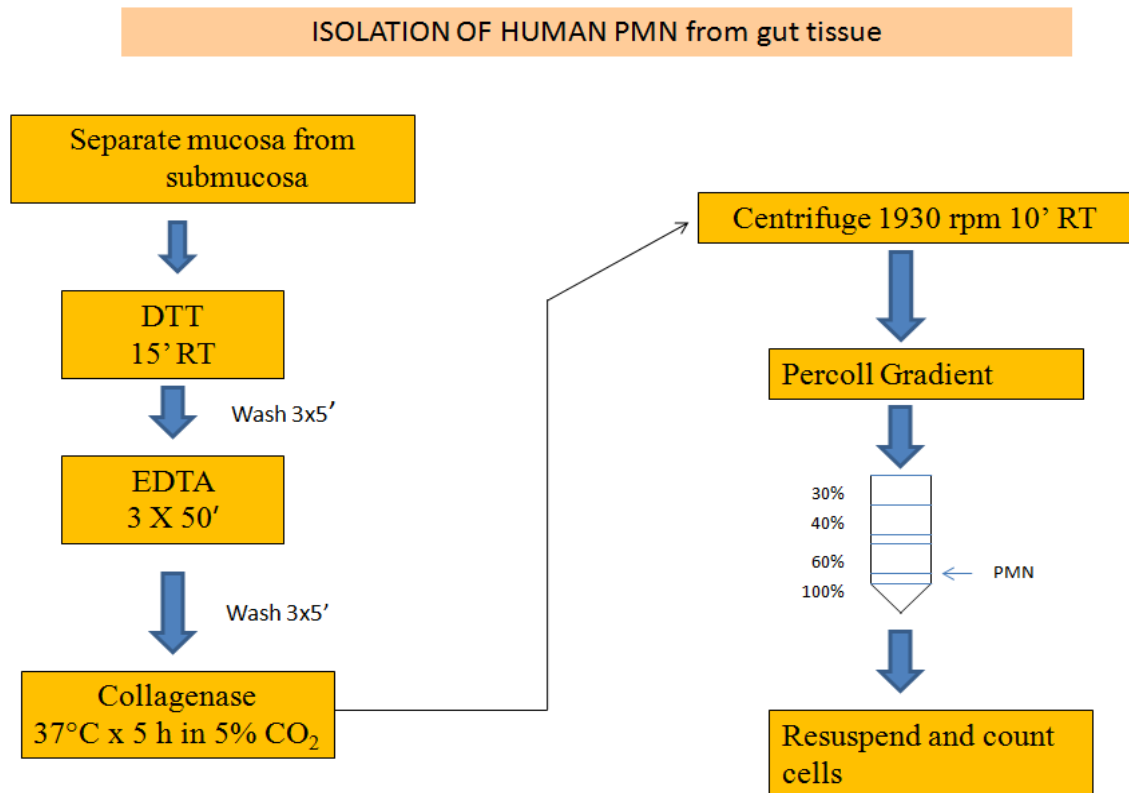 ISOLATION OF HUMAN PMN from gut tissue
Separate mucosa from
submucosa
DTT
15’ RT
Wash 3x5’
EDTA
3 X 50’
Wash 3x5’
Collagenase
37°C x 5 h in 5% CO₂
Centrifuge 1930 rpm 10’ RT
Percoll Gradient
30%
40%
60%
PMN
100%
Resuspend and count
cells